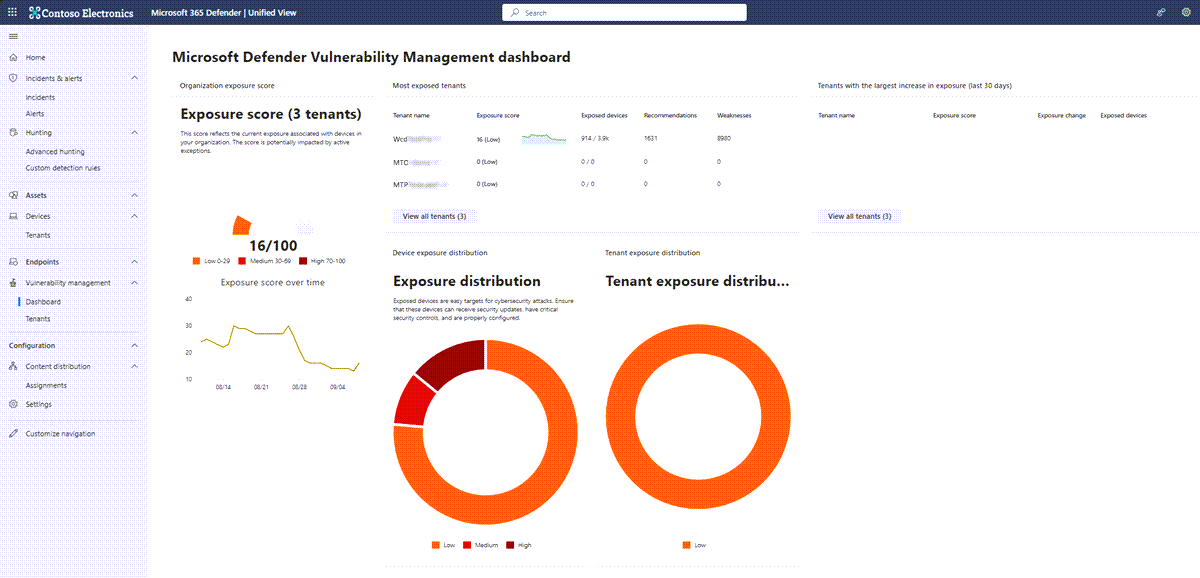 Contoso Electronics
Microsoft 365 Defender | Unified View
Search
Home
Incidents & alerts
Incidents
Alerts
Hunting
Advanced hunting
Custom detection rules
Assets
Devices
Tenants
Endpoints
Vulnerability management
Dashboard
Tenants
Configuration
Content distribution
Assignments
Settings
Customize navigation
Microsoft Defender Vulnerability Management dashboard
Organization exposure score
Exposure score (3 tenants)
This score reflects the current exposure associated with devices in
your organization. The score is potentially impacted by active
exceptions.
16/100
Low 0-29 Medium 30-69 High 70-100
Exposure score over time
40
30
20
10
08/14 08/21 08/28 09/04
Most exposed tenants
Tenant name Exposure score Exposed devices Recommendations Weaknesses
Wcd 16 (Low) 914 / 3.9k 1631 8980
MTC 0 (Low) 0 / 0 0 0
MTP 0 (Low) 0 / 0 0 0
View all tenants (3)
Tenants with the largest increase in exposure (last 30 days)
Tenant name Exposure score Exposure change Exposed devices
View all tenants (3)
Device exposure distribution
Exposure distribution
Exposed devices are easy targets for cybersecurity attacks. Ensure
that these devices can receive security updates, have critical
security controls, and are properly configured.
Low Medium High
Tenant exposure distribution
Tenant exposure distribu...
Low